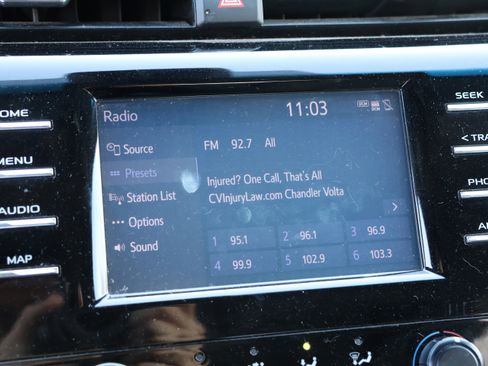 Radio
11:03
HOME
MENU
AUDIO
MAP
Source
Presets
Station List
Options
Sound
FM 92.7 All
Injured? One Call, That's All
CVInjuryLaw.com Chandler Volta
1 95.1
2 96.1
3 96.9
4 99.9
5 102.9
6 103.3
SEEK
< TRA
PHO